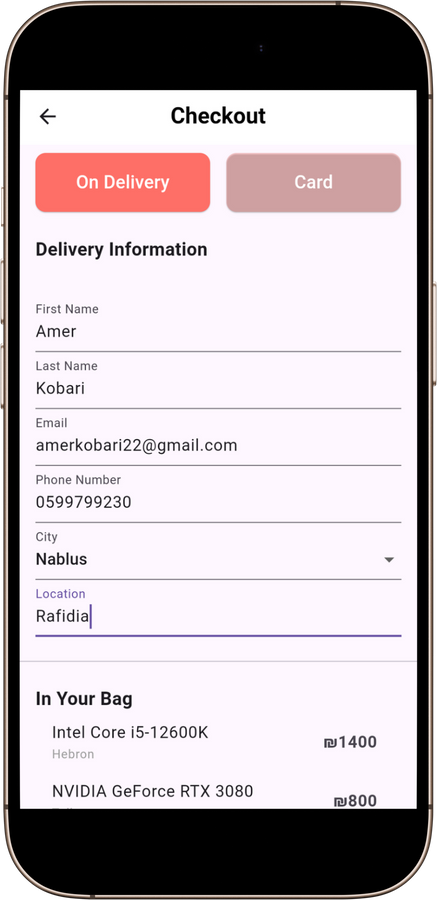 Checkout
On Delivery
Card
Delivery Information
First Name
Amer
Last Name
Kobari
Email
amerkobari22@gmail.com
Phone Number
0599799230
City
Nablus
Location
Rafidia
In Your Bag
Intel Core i5-12600K
₪1400
Hebron
NVIDIA GeForce RTX 3080
₪800